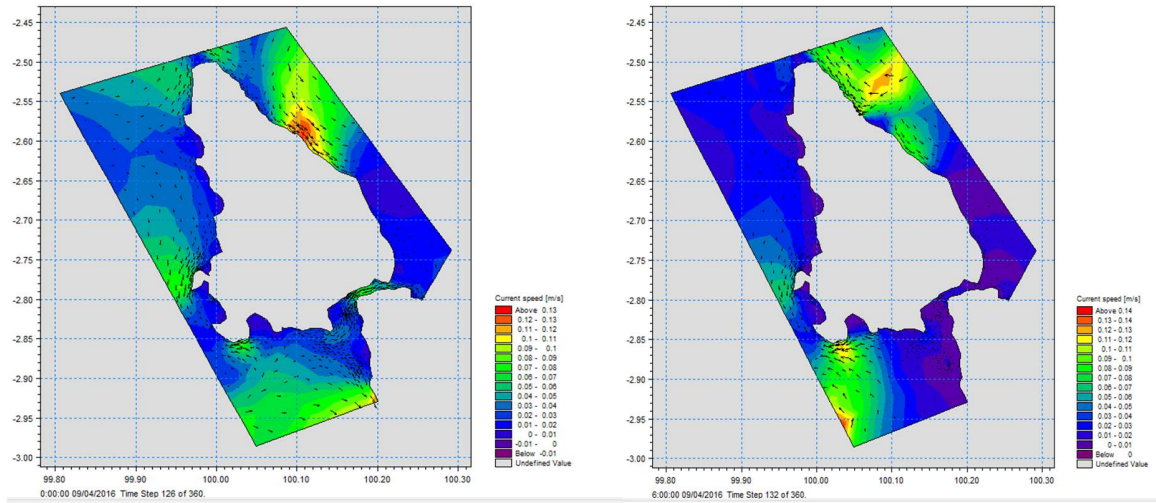 -2.45
-2.50
-2.55
-2.60
-2.65
-2.70
-2.75
-2.80
-2.85
-2.90
-2.95
-3.00
99.80 99.90 100.00 100.10 100.20 100.30
0:00:00 09/04/2016 Time Step 126 of 360.
Current speed [m/s]
Above 0.13
0.12 - 0.13
0.11 - 0.12
0.1 - 0.11
0.09 - 0.1
0.08 - 0.09
0.07 - 0.08
0.06 - 0.07
0.05 - 0.06
0.04 - 0.05
0.03 - 0.04
0.02 - 0.03
0.01 - 0.02
0 - 0.01
-0.01 - 0
Below -0.01
Undefined Value
-2.45
-2.50
-2.55
-2.60
-2.65
-2.70
-2.75
-2.80
-2.85
-2.90
-2.95
-3.00
99.80 99.90 100.00 100.10 100.20 100.30
6:00:00 09/04/2016 Time Step 132 of 360.
Current speed [m/s]
Above 0.14
0.13 - 0.14
0.12 - 0.13
0.11 - 0.12
0.1 - 0.11
0.09 - 0.1
0.08 - 0.09
0.07 - 0.08
0.06 - 0.07
0.05 - 0.06
0.04 - 0.05
0.03 - 0.04
0.02 - 0.03
0.01 - 0.02
0 - 0.01
Below 0
Undefined Value